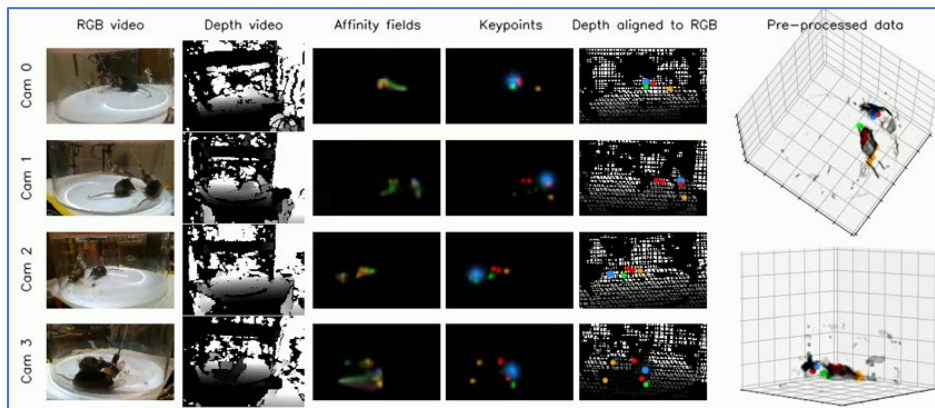 RGB video Depth video Affinity fields Keypoints Depth aligned to RGB Pre-processed data
Cam 0
Cam 1
Cam 2
Cam 3